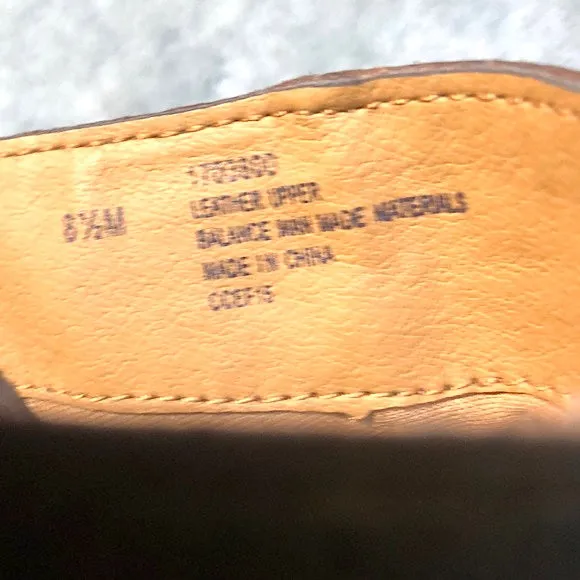 8½M
LEATHER UPPER
BALANCE MAN MADE MATERIALS
MADE IN CHINA